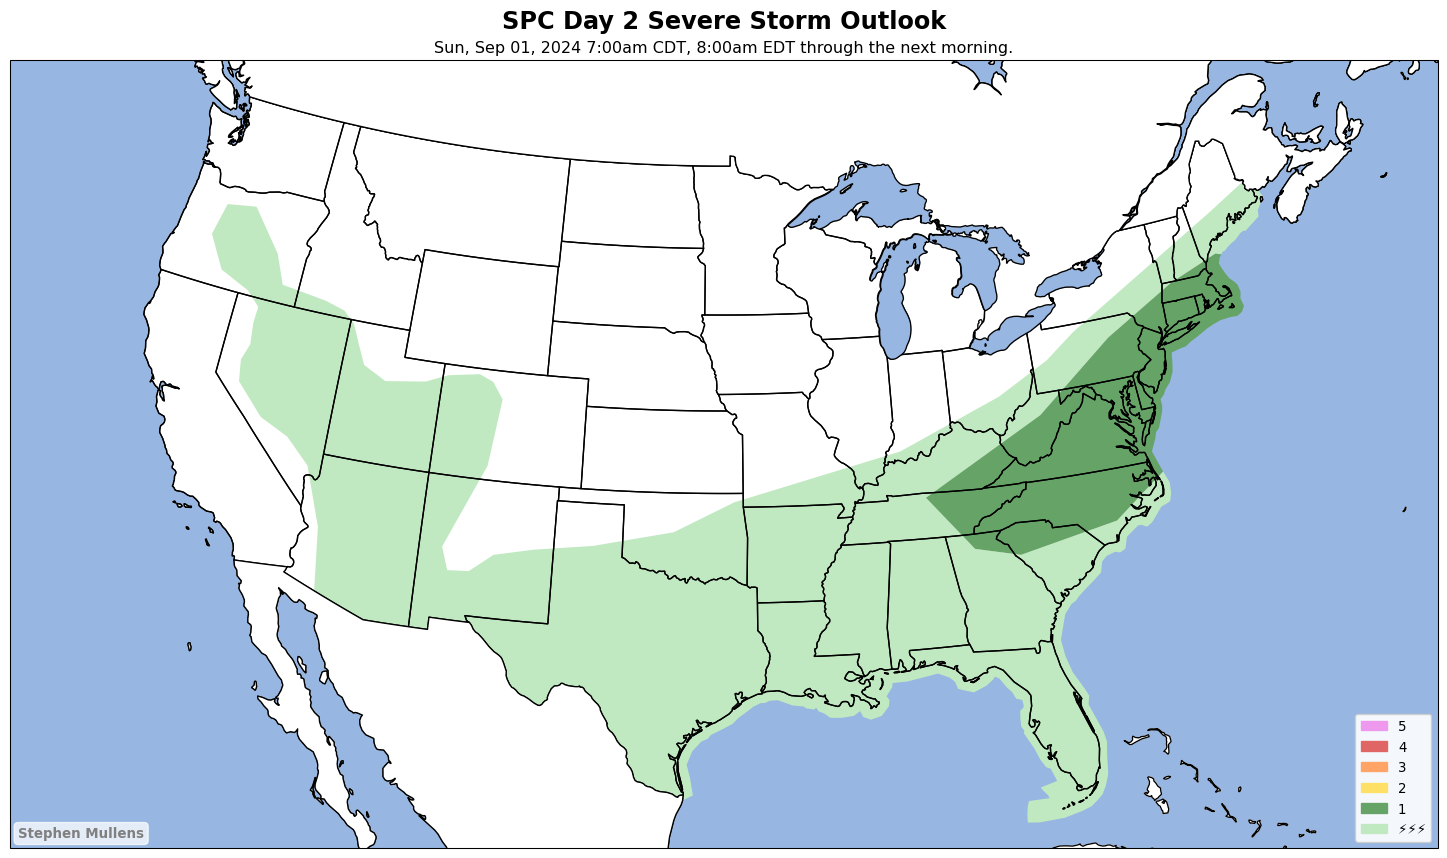 SPC Day 2 Severe Storm Outlook
Sun, Sep 01, 2024 7:00am CDT, 8:00am EDT through the next morning.
5
4
3
2
1
⚡⚡⚡
Stephen Mullens